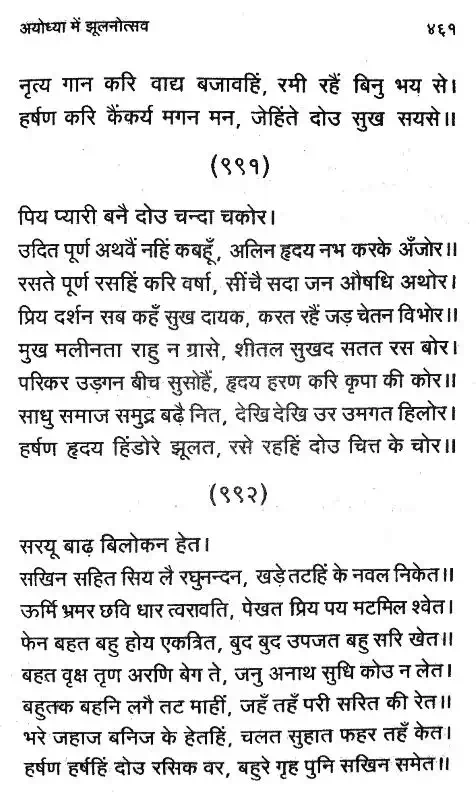 अयोध्या में झूलनोत्सव ४६१
नृत्य गान करि वाद्य बजावहिं, रमी रहैं बिनु भय से।
हर्षण करि कैंकर्य मगन मन, जेहिंते दोउ सुख सयसे॥
(९९१)
पिय प्यारी बनै दोउ चन्दा चकोर।
उदित पूर्ण अथवैं नहिं कबहूँ, अलिन हृदय नभ करके अँजोर॥
रसते पूर्ण रसहिं करि वर्षा, सींचै सदा जन औषधि अथोर।
प्रिय दर्शन सब कहँ सुख दायक, करत रहैं जड़ चेतन विभोर॥
मुख मलीनता राहु न ग्रासे, शीतल सुखद सतत रस बोर।
परिकर उड़गन बीच सुसोहैं, हृदय हरण करि कृपा की कोर॥
साधु समाज समुद्र बढ़ै नित, देखि देखि उर उमगत हिलोर।
हर्षण हृदय हिंडोरे झूलत, रसे रहहिं दोउ चित्त के चोर॥
(९९२)
सरयू बाढ़ बिलोकन हेत।
सखिन सहित सिय लै रघुनन्दन, खड़े तटहिं के नवल निकेत॥
ऊर्मि भ्रमर छवि धार त्वरावति, पेखत प्रिय पय मटमिल श्वेत।
फेन बहत बहु होय एकत्रित, बुद बुद उपजत बहु सरि खेत॥
बहत वृक्ष तृण अरणि बेग ते, जनु अनाथ सुधि कोउ न लेत।
बहुतक बहनि लगै तट माहीं, जहँ तहँ परी सरित की रेत॥
भरे जहाज बनिज के हेतहिं, चलत सुहात फहर तहँ केत।
हर्षण हर्षहिं दोउ रसिक वर, बहुरे गृह पुनि सखिन समेत॥